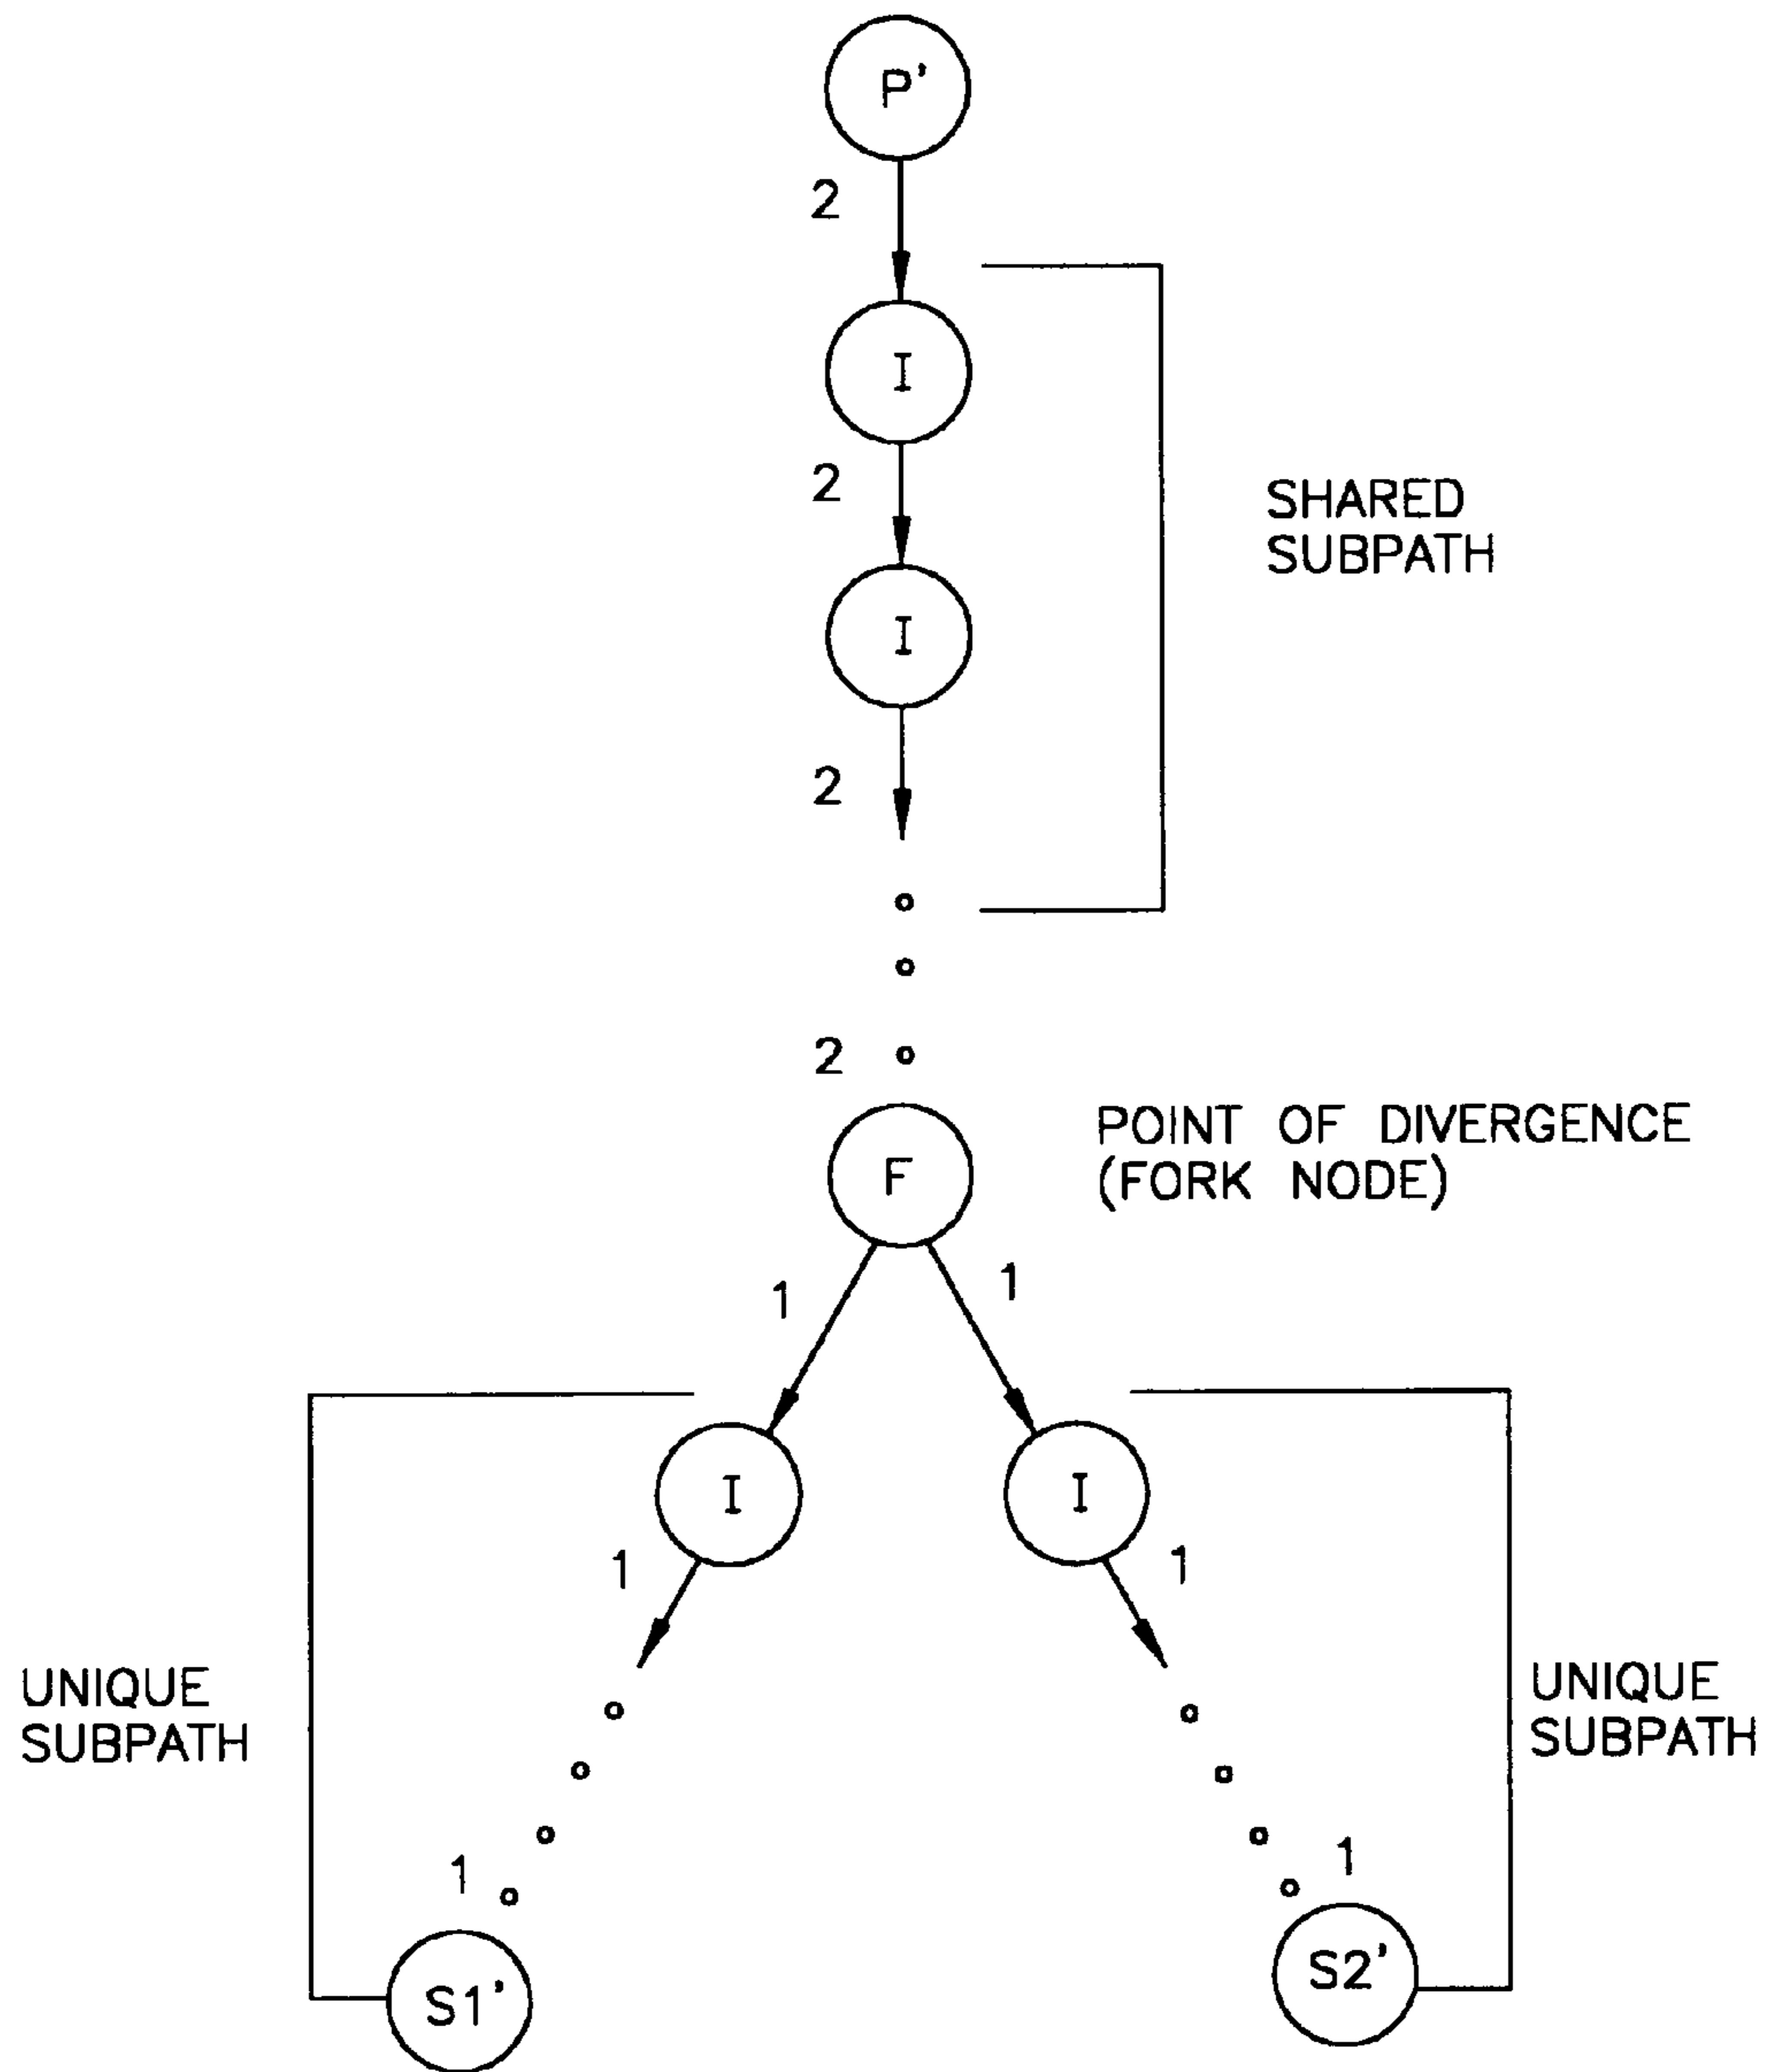 P'
2
I
2
SHARED
SUBPATH
I
2
2
F
POINT OF DIVERGENCE
(FORK NODE)
1
1
I
I
1
1
UNIQUE
SUBPATH
UNIQUE
SUBPATH
1
1
S1'
S2'